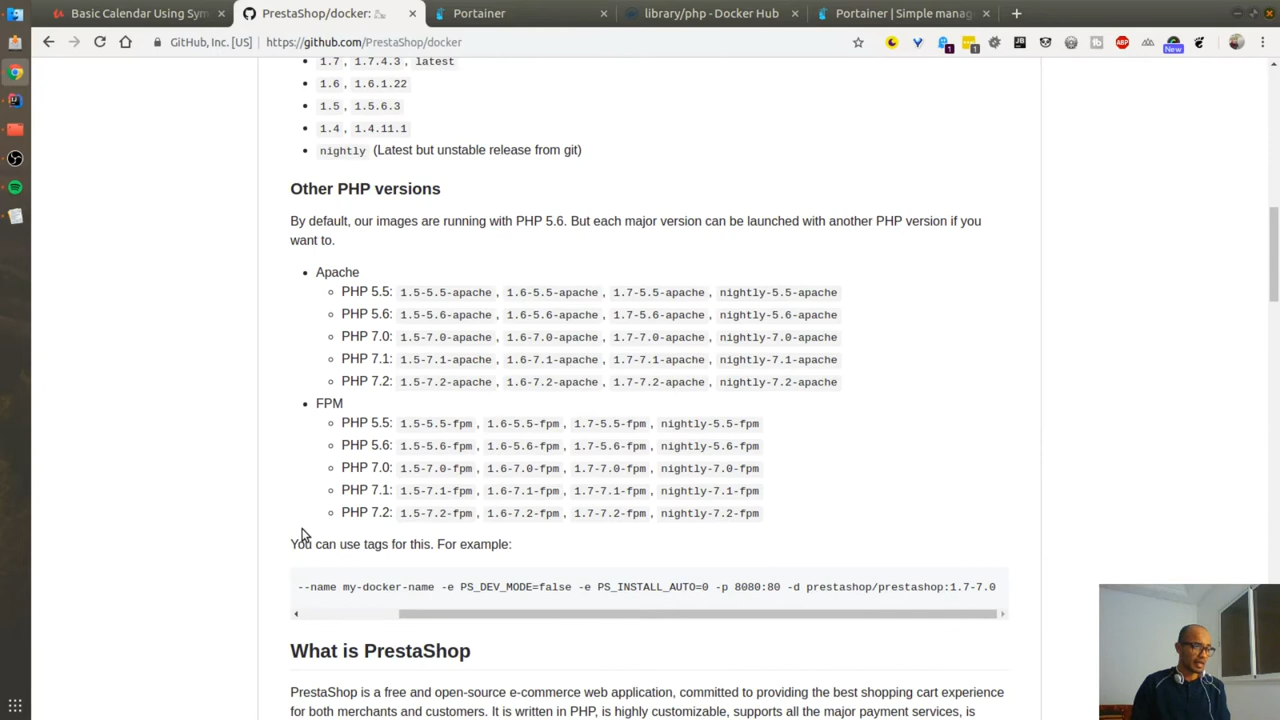 Basic Calendar Using Sym
PrestaShop/docker:
Portainer
library/php - Docker Hub
Portainer | Simple manag
GitHub, Inc. [US]
https://github.com/PrestaShop/docker
New
1.7 , 1.7.4.3 , latest
1.6 , 1.6.1.22
1.5 , 1.5.6.3
1.4 , 1.4.11.1
nightly (Latest but unstable release from git)
Other PHP versions
By default, our images are running with PHP 5.6. But each major version can be launched with another PHP version if you
want to.
Apache
PHP 5.5: 1.5-5.5-apache , 1.6-5.5-apache , 1.7-5.5-apache , nightly-5.5-apache
PHP 5.6: 1.5-5.6-apache , 1.6-5.6-apache , 1.7-5.6-apache , nightly-5.6-apache
PHP 7.0: 1.5-7.0-apache , 1.6-7.0-apache , 1.7-7.0-apache , nightly-7.0-apache
PHP 7.1: 1.5-7.1-apache , 1.6-7.1-apache , 1.7-7.1-apache , nightly-7.1-apache
PHP 7.2: 1.5-7.2-apache , 1.6-7.2-apache , 1.7-7.2-apache , nightly-7.2-apache
FPM
PHP 5.5: 1.5-5.5-fpm , 1.6-5.5-fpm , 1.7-5.5-fpm , nightly-5.5-fpm
PHP 5.6: 1.5-5.6-fpm , 1.6-5.6-fpm , 1.7-5.6-fpm , nightly-5.6-fpm
PHP 7.0: 1.5-7.0-fpm , 1.6-7.0-fpm , 1.7-7.0-fpm , nightly-7.0-fpm
PHP 7.1: 1.5-7.1-fpm , 1.6-7.1-fpm , 1.7-7.1-fpm , nightly-7.1-fpm
PHP 7.2: 1.5-7.2-fpm , 1.6-7.2-fpm , 1.7-7.2-fpm , nightly-7.2-fpm
You can use tags for this. For example:
--name my-docker-name -e PS_DEV_MODE=false -e PS_INSTALL_AUTO=0 -p 8080:80 -d prestashop/prestashop:1.7-7.0
What is PrestaShop
PrestaShop is a free and open-source e-commerce web application, committed to providing the best shopping cart experience
for both merchants and customers. It is written in PHP, is highly customizable, supports all the major payment services, is